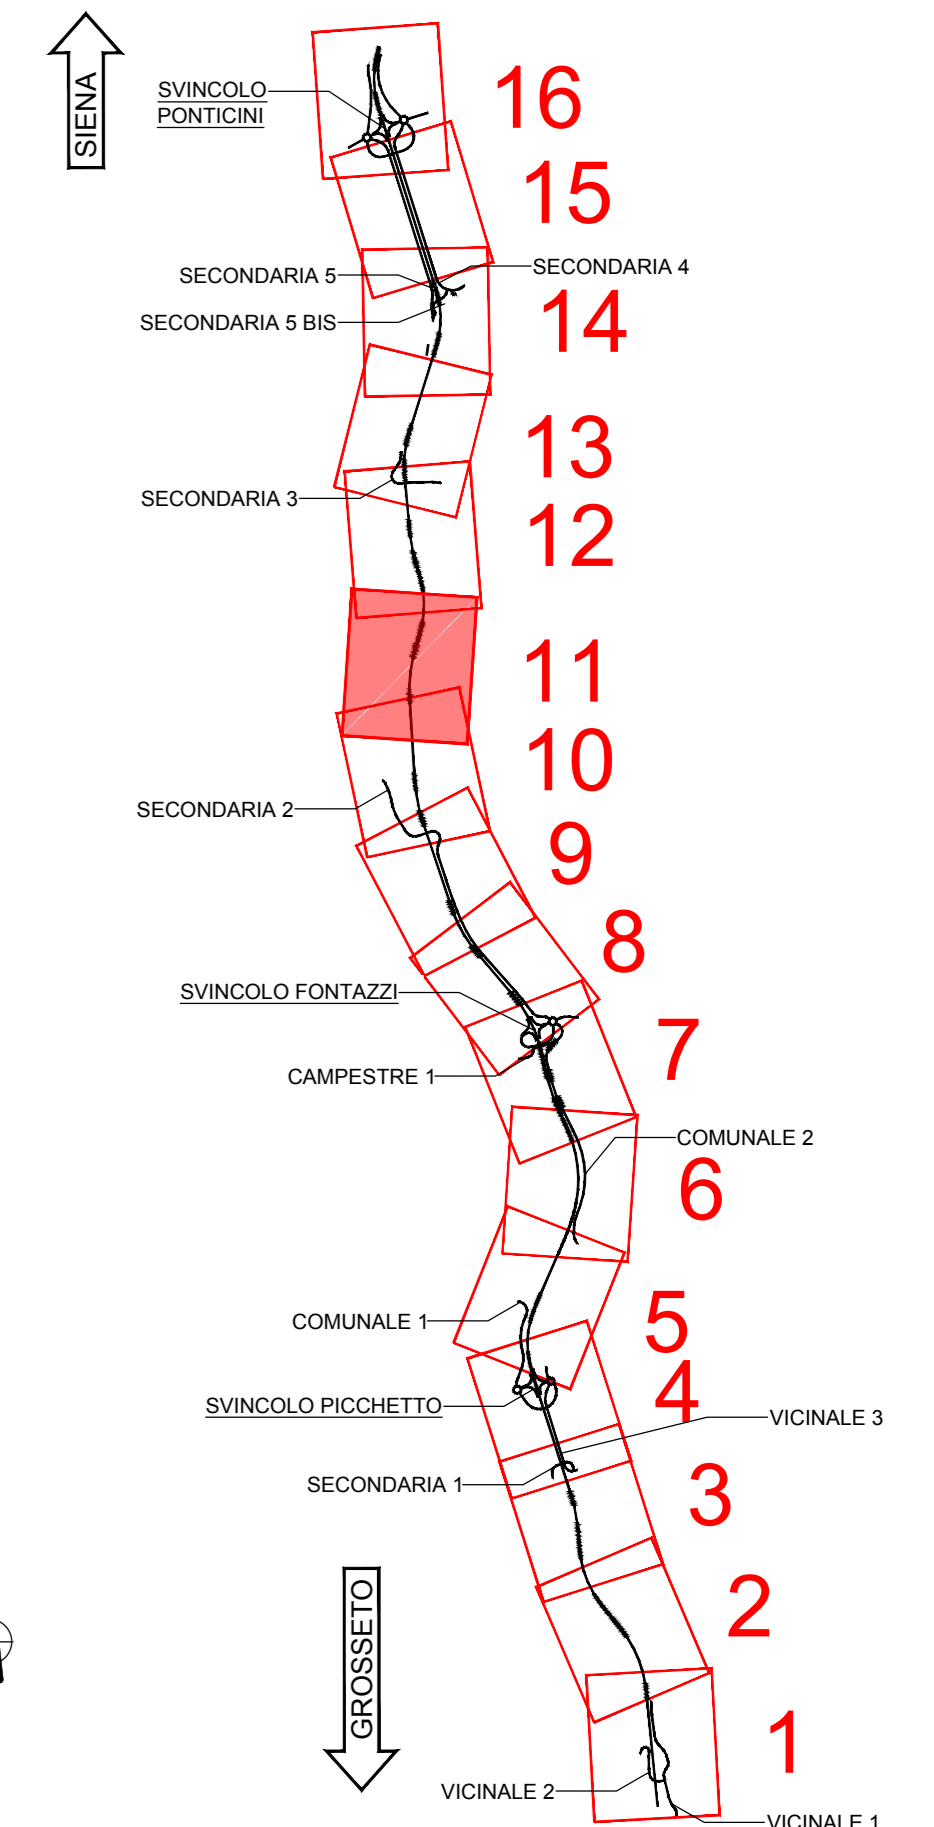 SIENA
SVINCOLO
PONTICINI
16
15
SECONDARIA 5
SECONDARIA 4
SECONDARIA 5 BIS
14
13
SECONDARIA 3
12
11
10
SECONDARIA 2
9
8
SVINCOLO FONTAZZI
7
CAMPESTRE 1
COMUNALE 2
6
COMUNALE 1
5
4
SVINCOLO PICCHETTO
VICINALE 3
SECONDARIA 1
3
2
GROSSETO
1
VICINALE 2
VICINALE 1